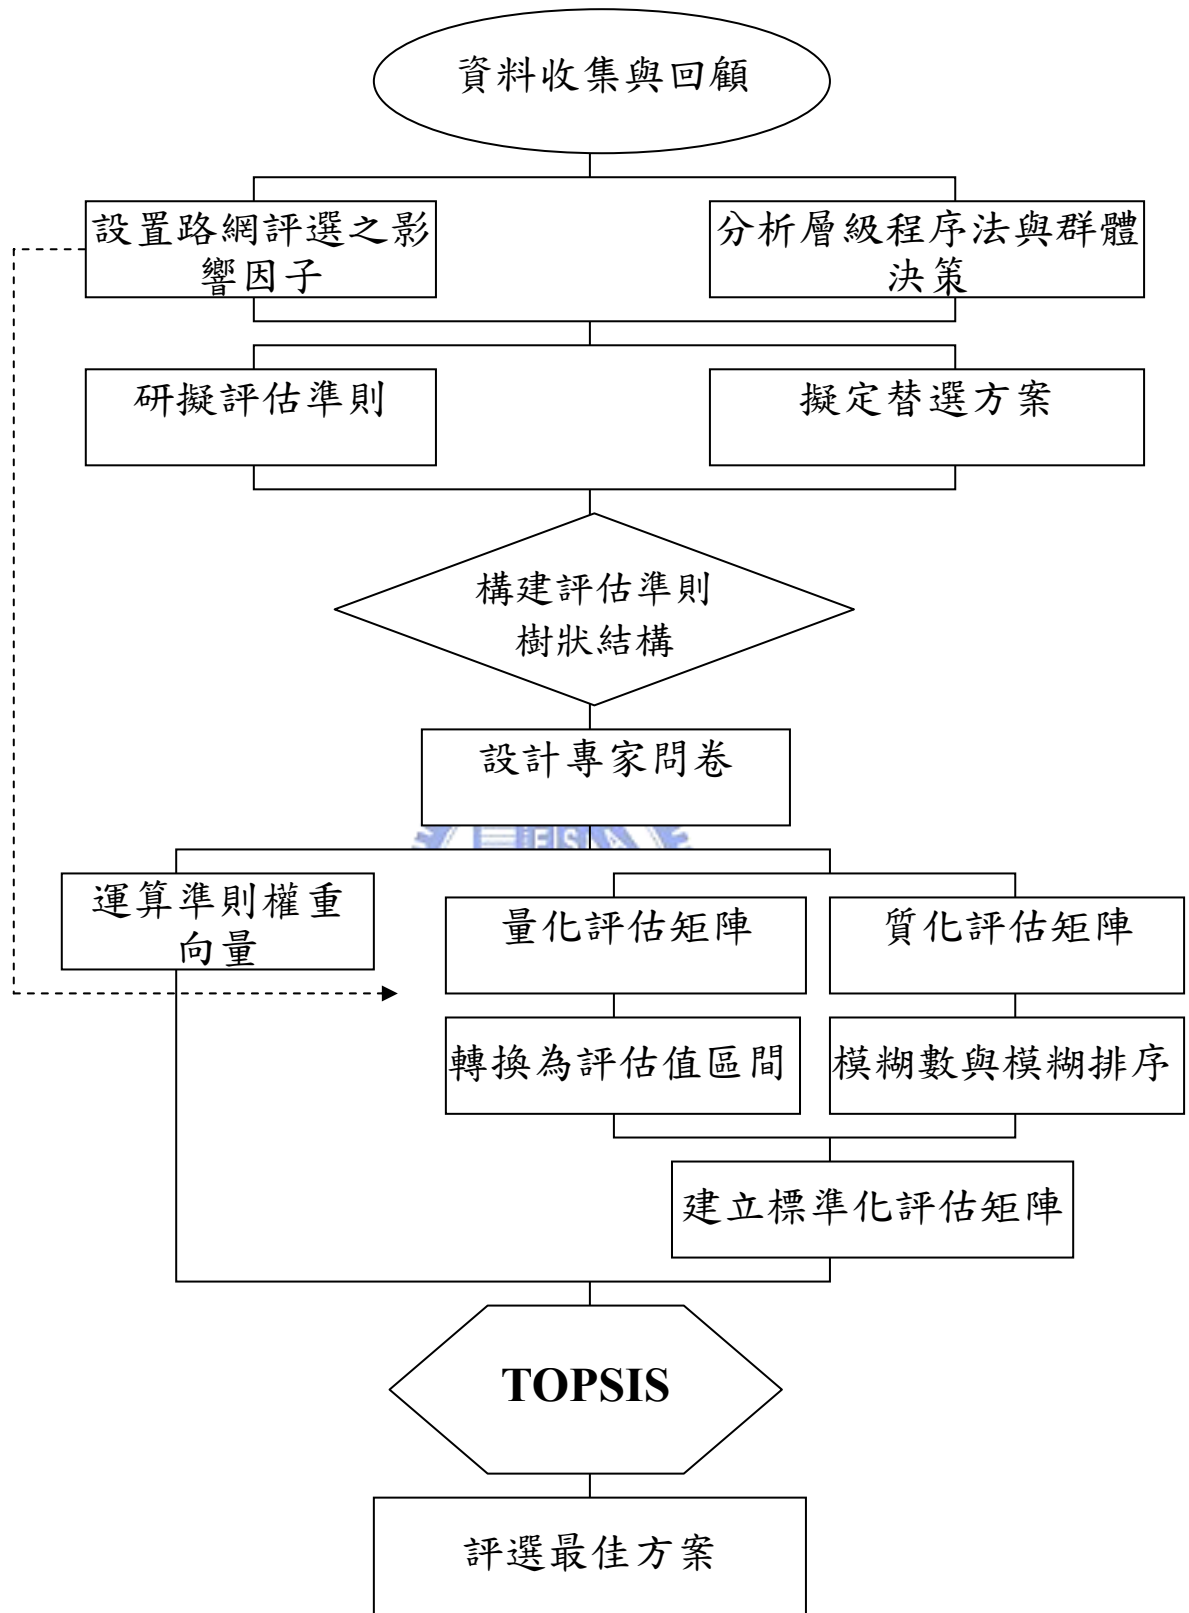 資料收集與回顧
設置路網評選之影
響因子
分析層級程序法與群體
決策
研擬評估準則
擬定替選方案
構建評估準則
樹狀結構
設計專家問卷
ESA
運算準則權重
向量
量化評估矩陣
質化評估矩陣
轉換為評估值區間
模糊數與模糊排序
建立標準化評估矩陣
TOPSIS
評選最佳方案